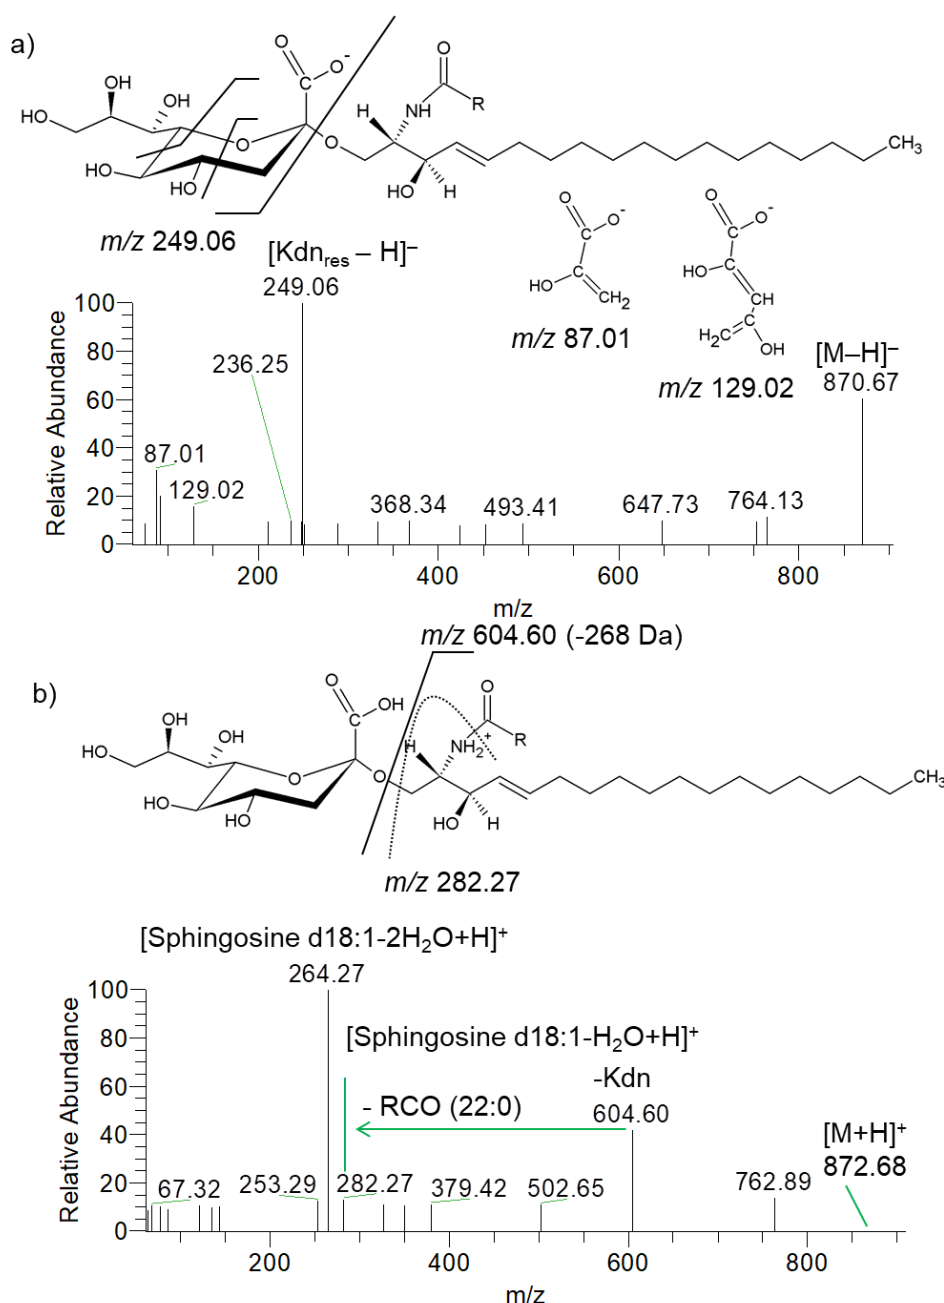 a)
O
O⁻
C
O
OH
OH
OH
HO
O
O
H
NH
C
R
CH₃
HO
HO
HO
H
m/z 249.06
O
O⁻
C
C
HO
CH₂
m/z 87.01
O
O⁻
C
HO
C
CH
H₂C
C
OH
m/z 129.02
[Kdnres – H]⁻
249.06
[M–H]⁻
870.67
236.25
87.01
129.02
368.34
493.41
647.73
764.13
Relative Abundance
100
80
60
40
20
0
200
400
600
800
m/z
m/z 604.60 (-268 Da)
b)
O
C
OH
OH
OH
HO
O
O
H
NH₂⁺
O
C
R
CH₃
HO
HO
HO
H
m/z 282.27
[Sphingosine d18:1-2H₂O+H]⁺
264.27
[Sphingosine d18:1-H₂O+H]⁺
-Kdn
- RCO (22:0)
604.60
[M+H]⁺
872.68
67.32
253.29
282.27
379.42
502.65
762.89
Relative Abundance
100
80
60
40
20
0
200
400
600
800
m/z